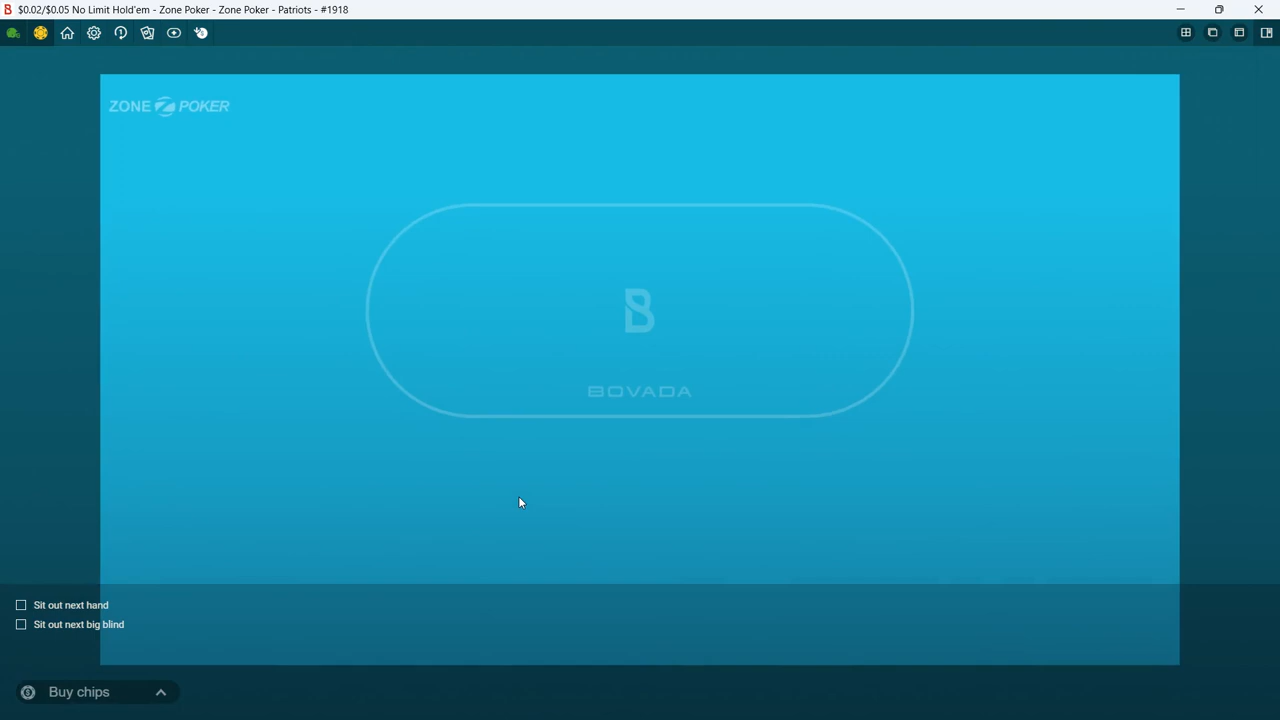 $0.02/$0.05 No Limit Hold'em - Zone Poker - Zone Poker - Patriots - #1918
ZONE POKER
BOVADA
Sit out next hand
Sit out next big blind
Buy chips